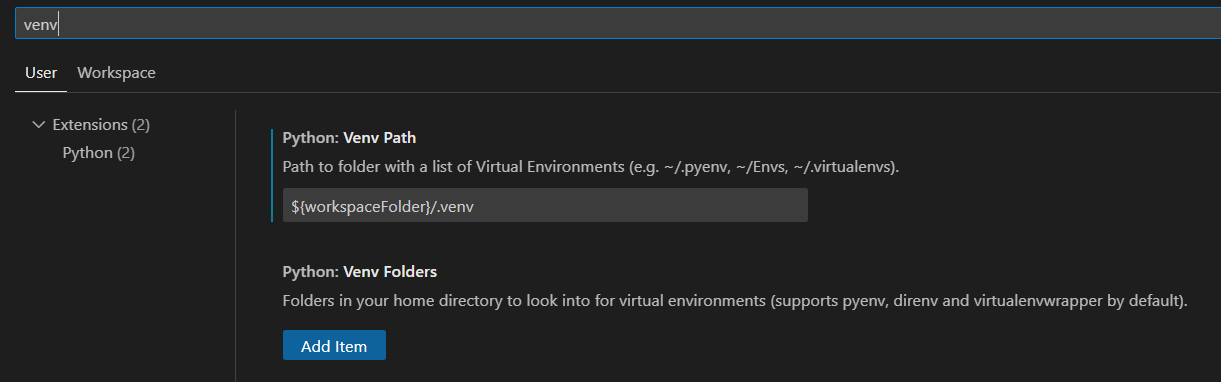 venv
User Workspace
Extensions (2)
Python (2)
Python: Venv Path
Path to folder with a list of Virtual Environments (e.g. ~/.pyenv, ~/Envs, ~/.virtualenvs).
${workspaceFolder}/.venv
Python: Venv Folders
Folders in your home directory to look into for virtual environments (supports pyenv, direnv and virtualenvwrapper by default).
Add Item